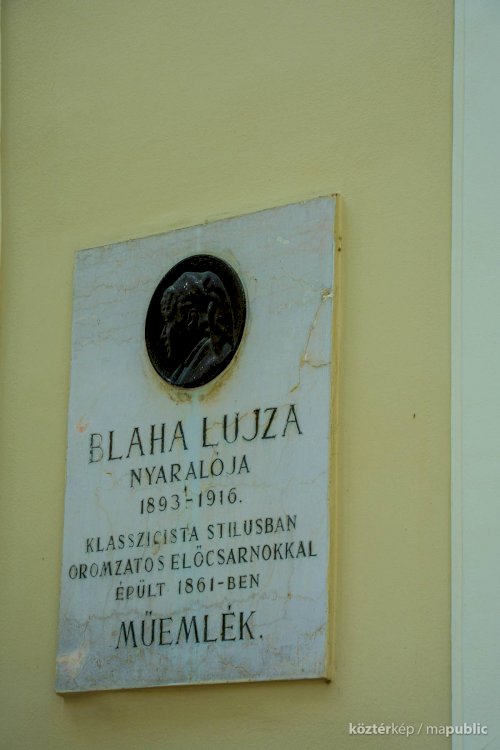 BLAHA LUJZA
NYARALÓJA
1893-1916.
KLASSZICISTA STILUSBAN
OROMZATOS ELŐCSARNOKKAL
ÉPÜLT 1861-BEN
MŰEMLÉK.
köztérkép / mapublic